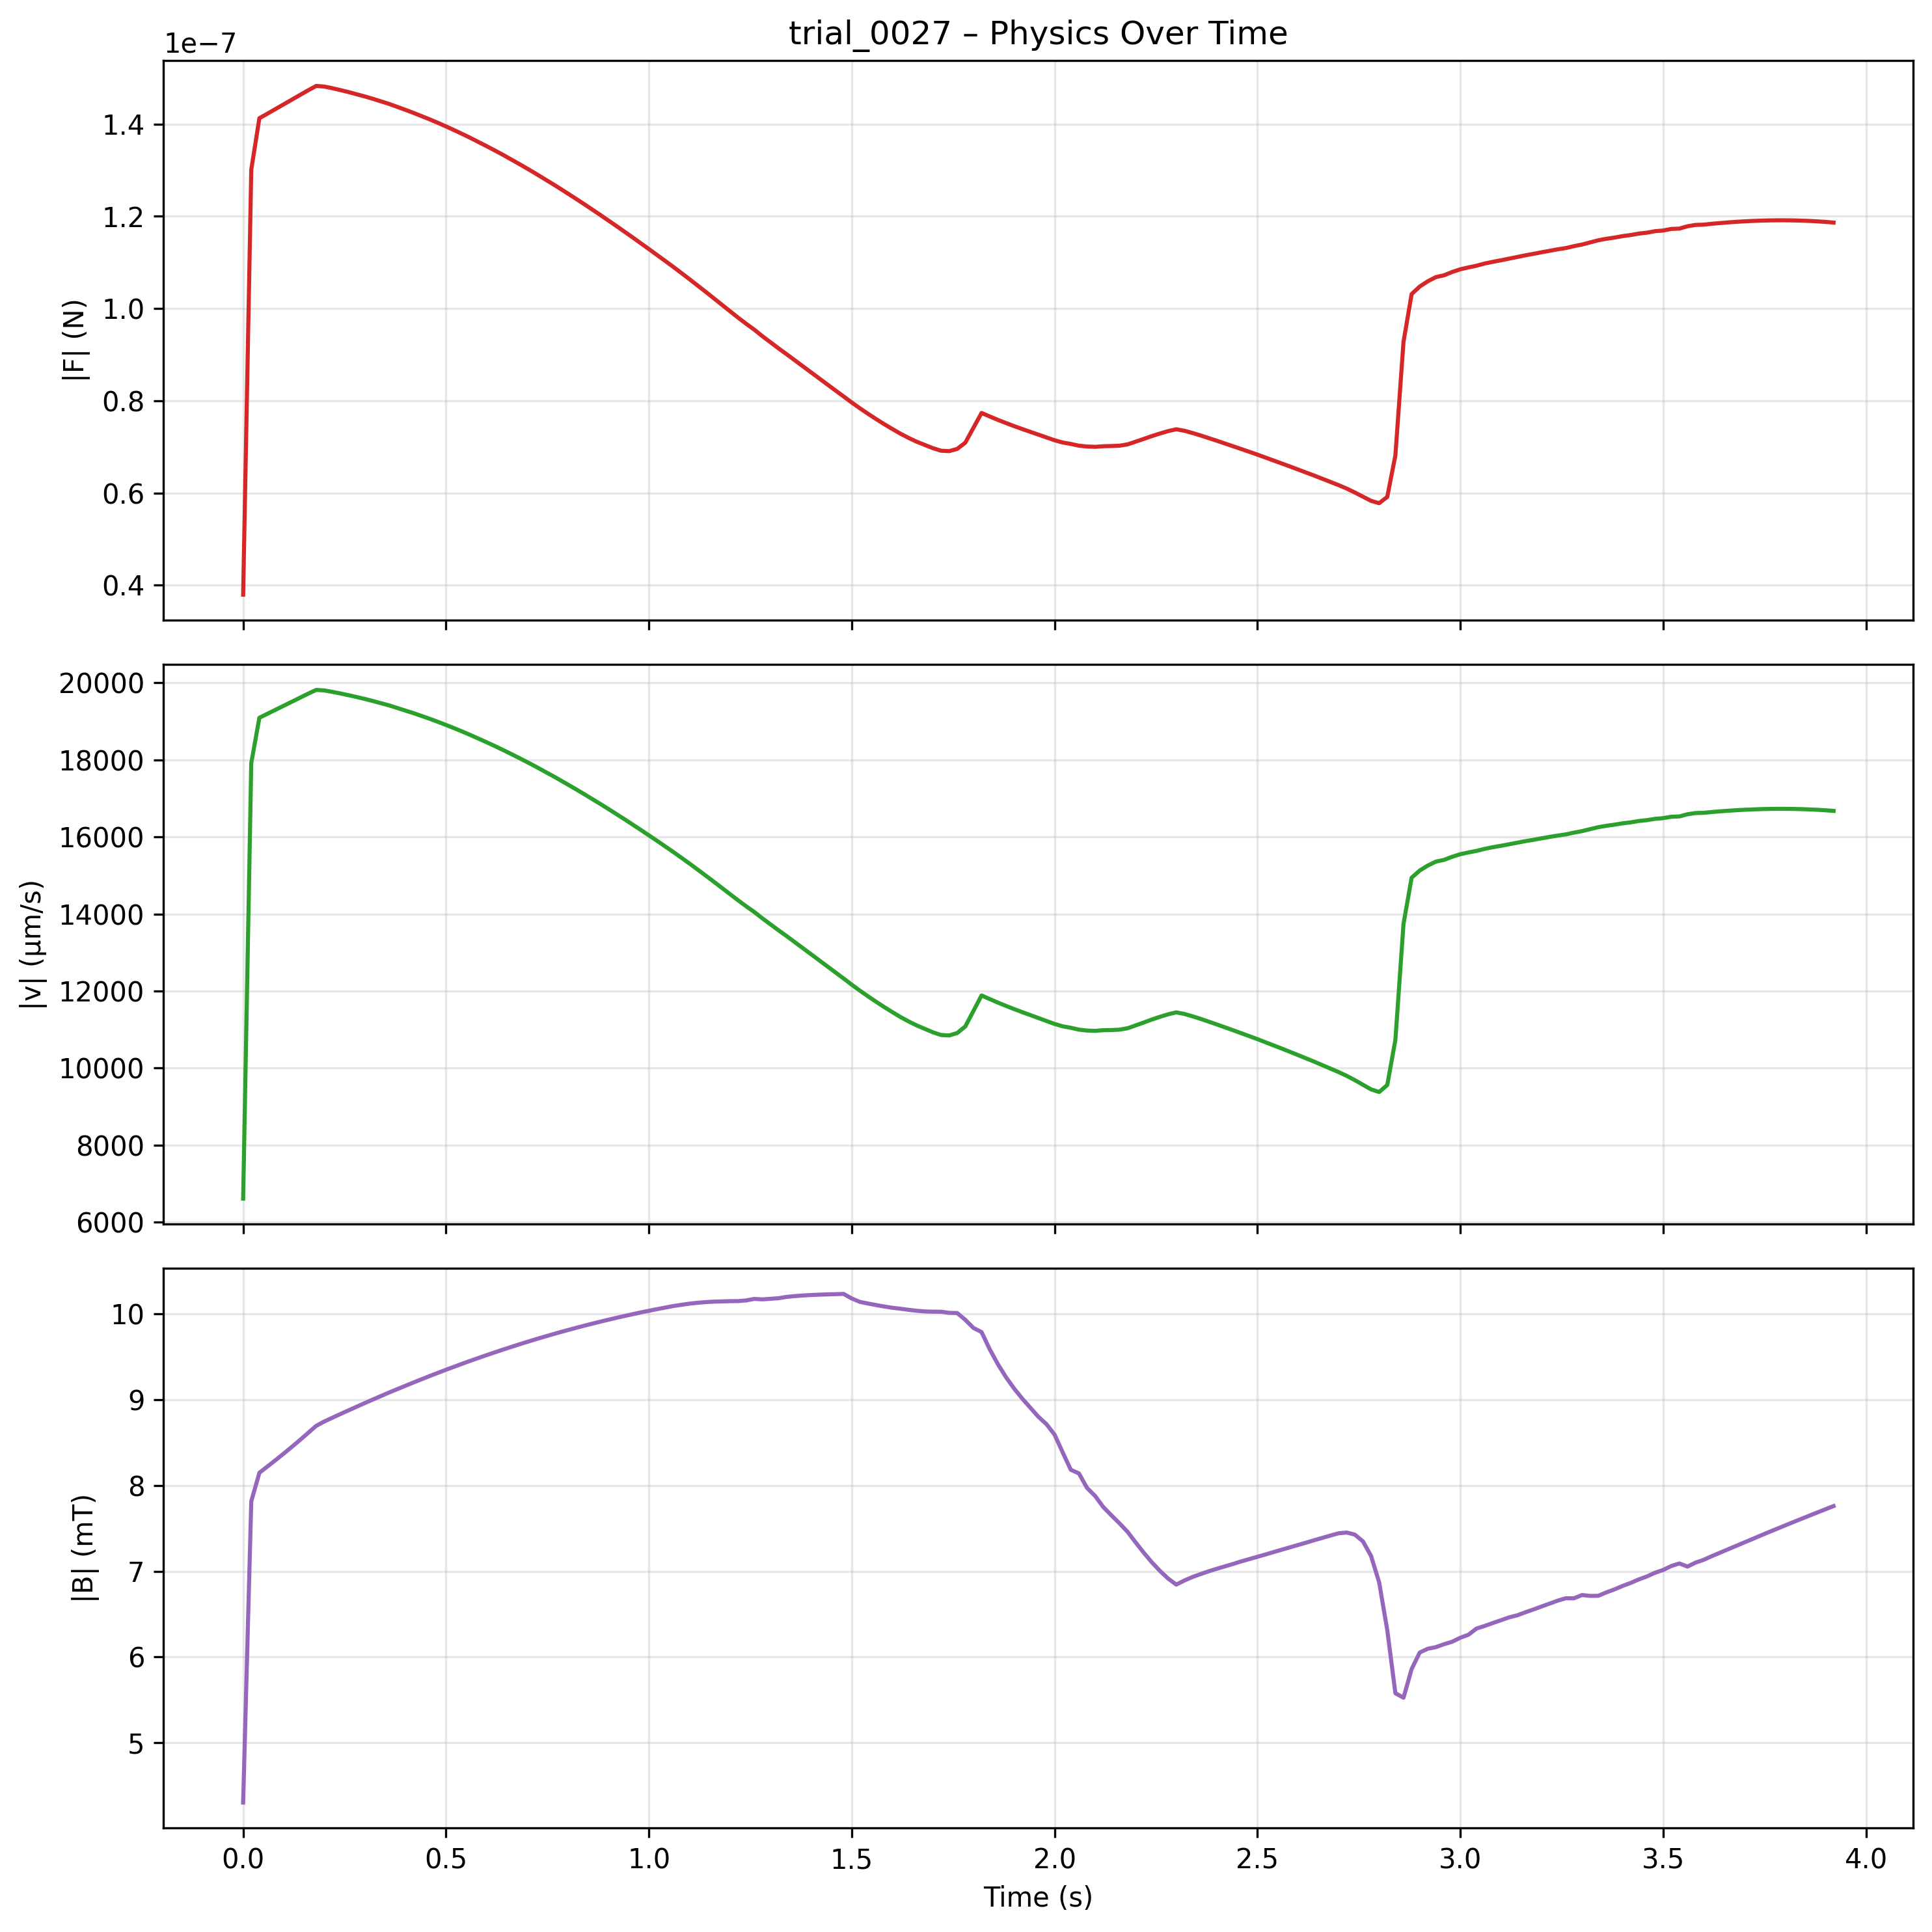 trial_0027 – Physics Over Time
1e−7
1.4
1.2
1.0
0.8
0.6
0.4
|F| (N)
20000
18000
16000
14000
12000
10000
8000
6000
|v| (µm/s)
10
9
8
7
6
5
|B| (mT)
0.0 0.5 1.0 1.5 2.0 2.5 3.0 3.5 4.0
Time (s)